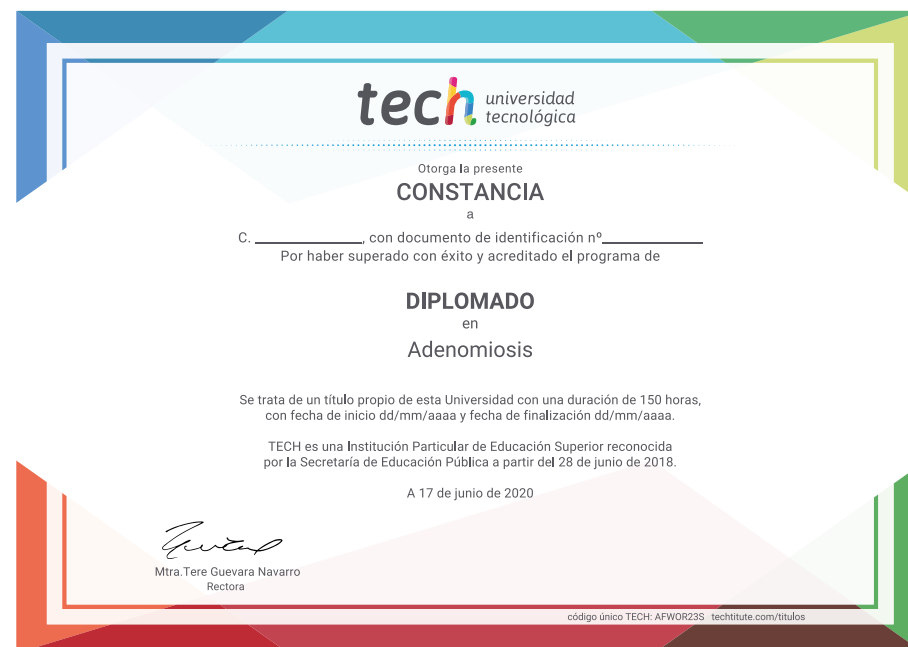 tech universidad
tecnológica
Otorga la presente
CONSTANCIA
a
C. ____________, con documento de identificación nº____________
Por haber superado con éxito y acreditado el programa de
DIPLOMADO
en
Adenomiosis
Se trata de un título propio de esta Universidad con una duración de 150 horas,
con fecha de inicio dd/mm/aaaa y fecha de finalización dd/mm/aaaa.
TECH es una Institución Particular de Educación Superior reconocida
por la Secretaría de Educación Pública a partir del 28 de junio de 2018.
A 17 de junio de 2020
Mtra.Tere Guevara Navarro
Rectora
código único TECH: AFWOR23S techtitute.com/titulos